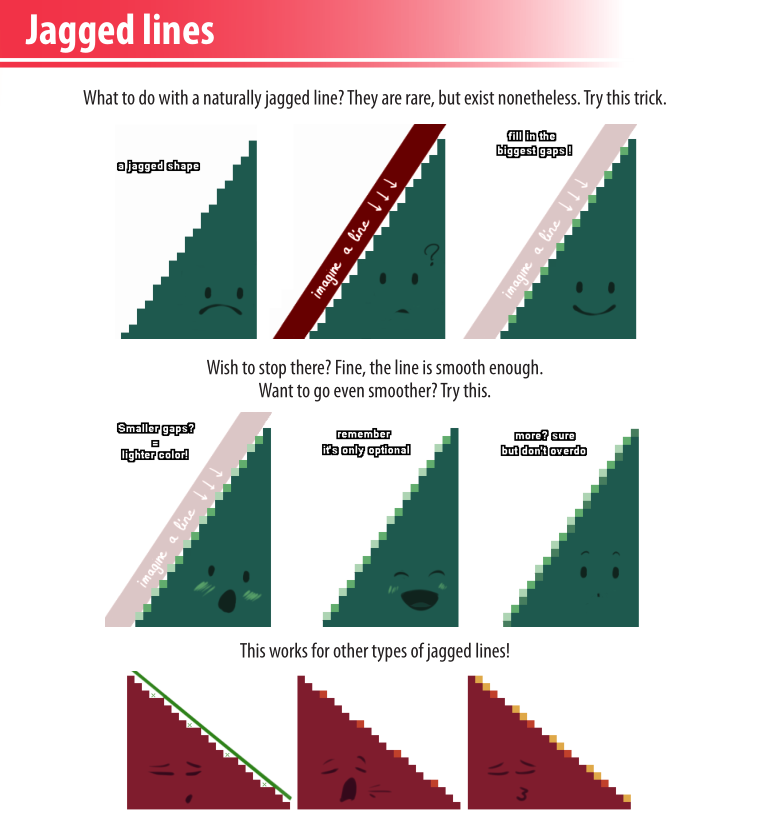 Jagged lines
What to do with a naturally jagged line? They are rare, but exist nonetheless. Try this trick.
a jagged shape
imagine a line ↓↓↓
?
fill in the
biggest gaps !
imagine a line ↓↓↓
Wish to stop there? Fine, the line is smooth enough.
Want to go even smoother? Try this.
Smaller gaps?
=
lighter color!
imagine a line ↓↓↓
remember
it's only optional
more? sure
but don't overdo
This works for other types of jagged lines!